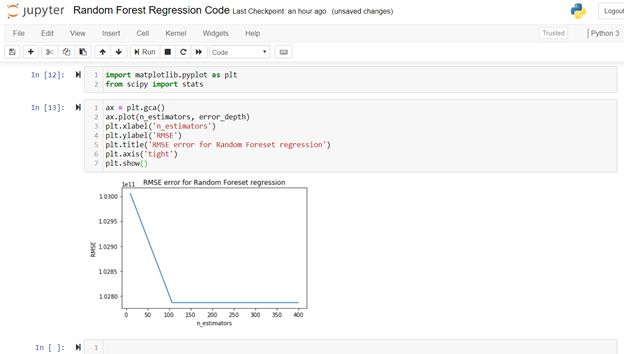 jupyter Random Forest Regression Code Last Checkpoint: an hour ago (unsaved changes)
Logout
File Edit View Insert Cell Kernel Widgets Help Trusted Python 3
Run Code
In [12]: 1 import matplotlib.pyplot as plt
2 from scipy import stats
In [13]: 1 ax = plt.gca()
2 ax.plot(n_estimators, error_depth)
3 plt.xlabel('n_estimators')
4 plt.ylabel('RMSE')
5 plt.title('RMSE error for Random Foreset regression')
6 plt.axis('tight')
7 plt.show()
1e11 RMSE error for Random Foreset regression
1.0300
1.0295
1.0290
1.0285
1.0280
RMSE
0 50 100 150 200 250 300 350 400
n_estimators
In [ ]: 1